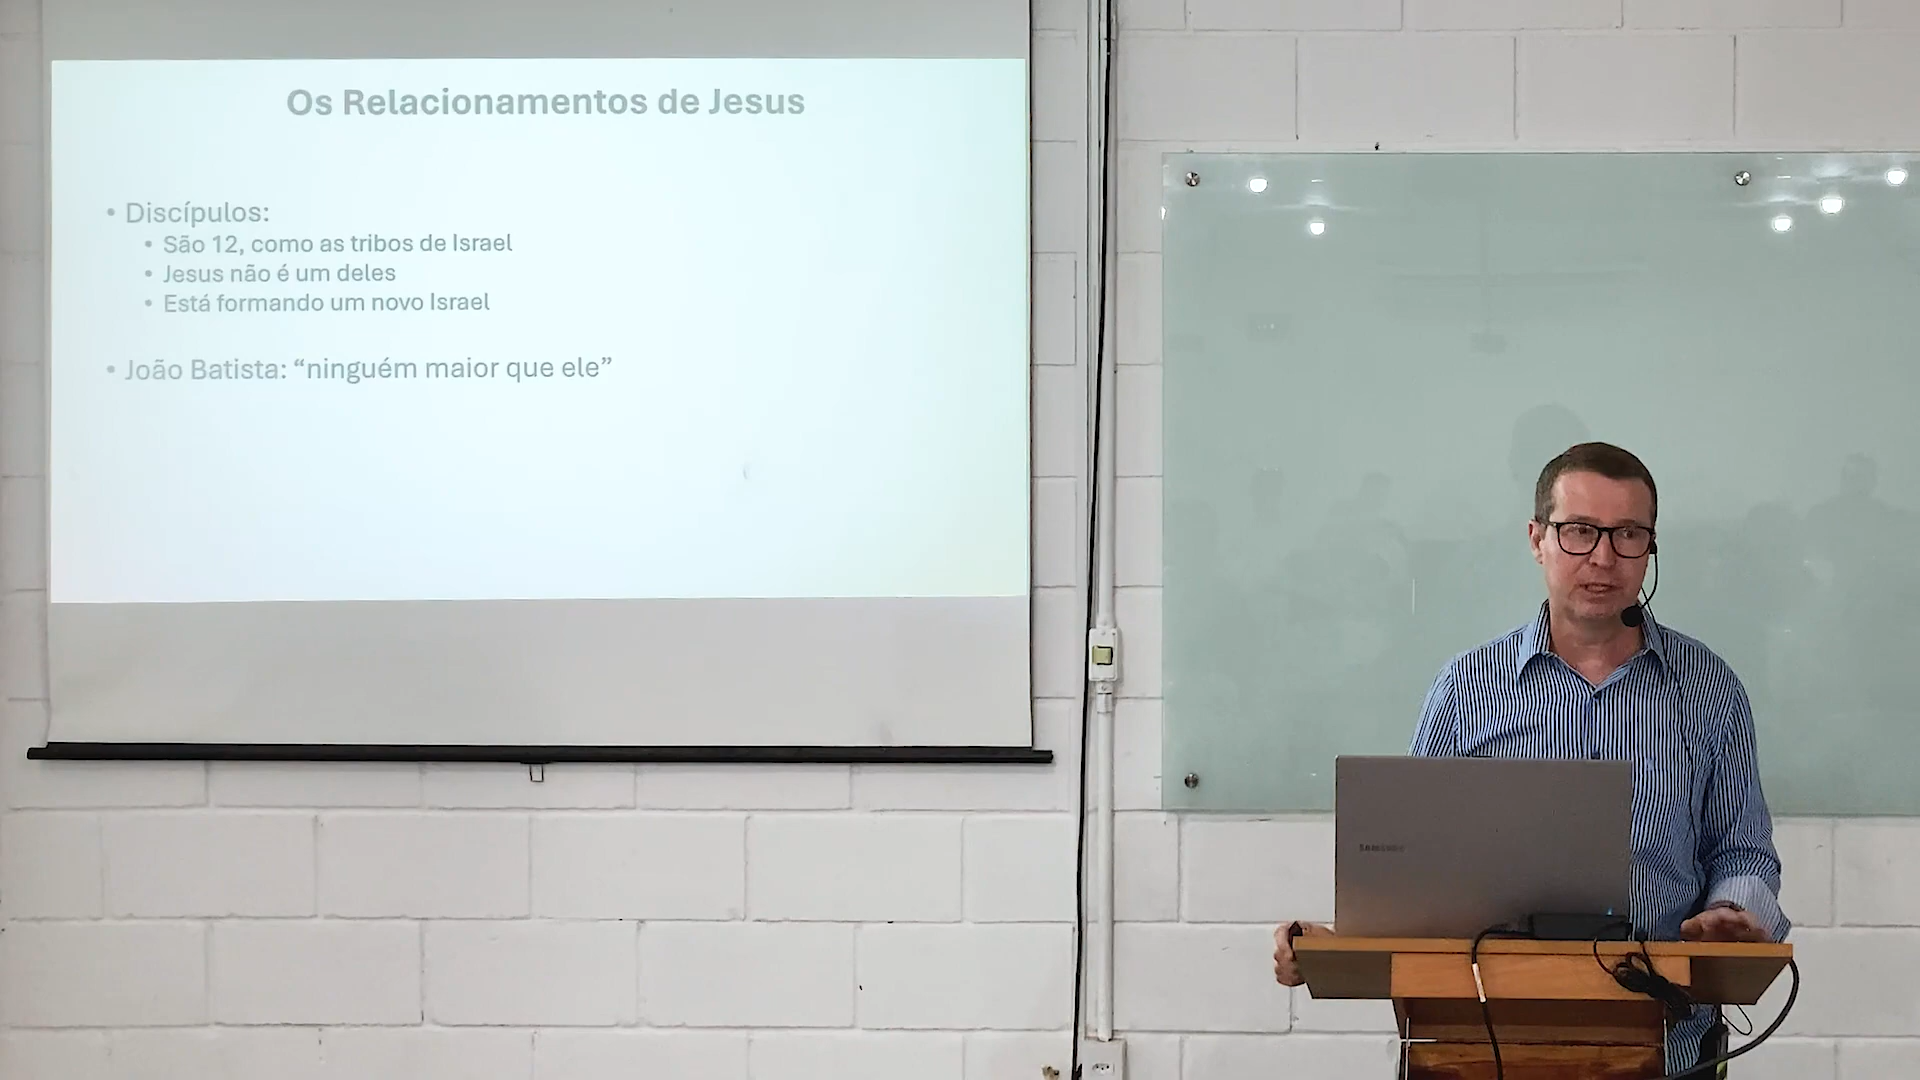 Os Relacionamentos de Jesus
• Discípulos:
• São 12, como as tribos de Israel
• Jesus não é um deles
• Está formando um novo Israel
• João Batista: “ninguém maior que ele”
SAMSUNG